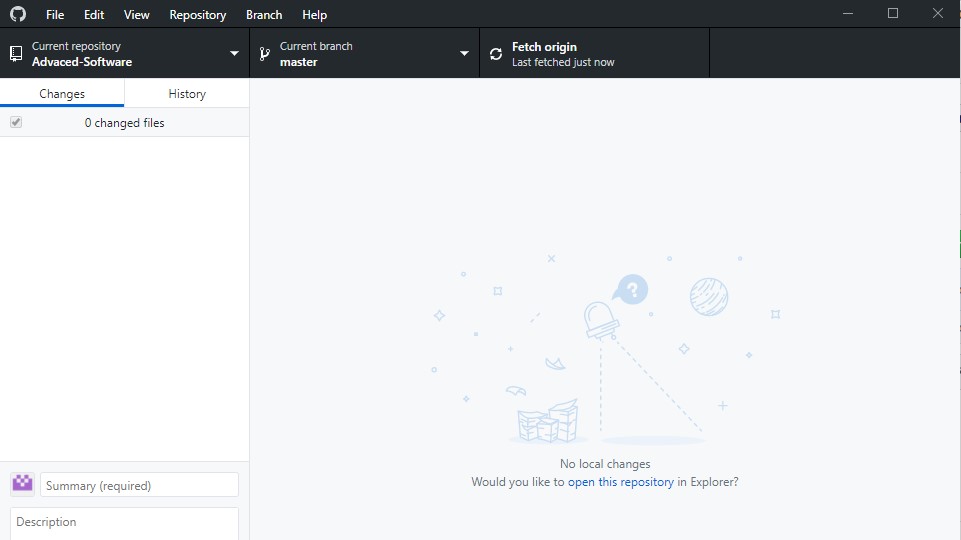 File Edit View Repository Branch Help
Current repository
Advaced-Software
Current branch
master
Fetch origin
Last fetched just now
Changes
History
0 changed files
?
No local changes
Would you like to open this repository in Explorer?
Summary (required)
Description